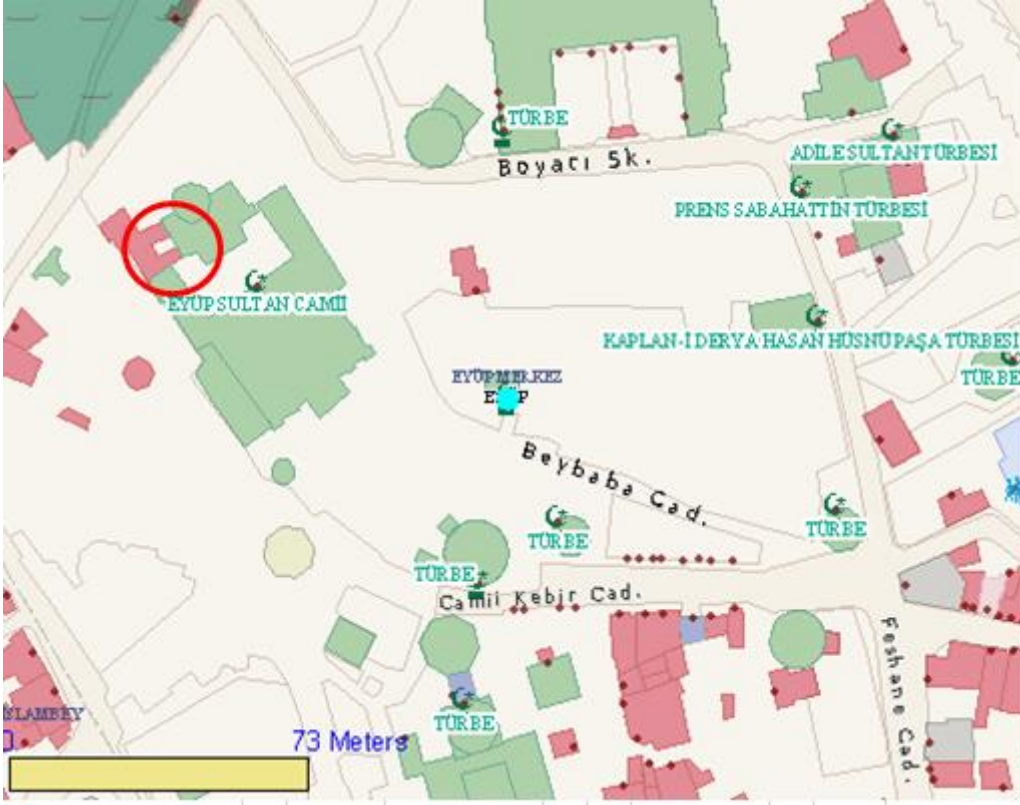 TÜRBE
Boyacı Sk.
ADİLE SULTAN TÜRBESİ
PRENS SABAHATTİN TÜRBESİ
EYÜP SULTAN CAMİİ
KAPLAN-İ DERYA HASAN HÜSNÜ PAŞA TÜRBESİ
TÜRBE
EYÜP MERKEZ
Beybaba Cad.
TÜRBE
TÜRBE
TÜRBE
Camii Kebir Cad.
Feshane Cad.
TÜRBE
73 Meters